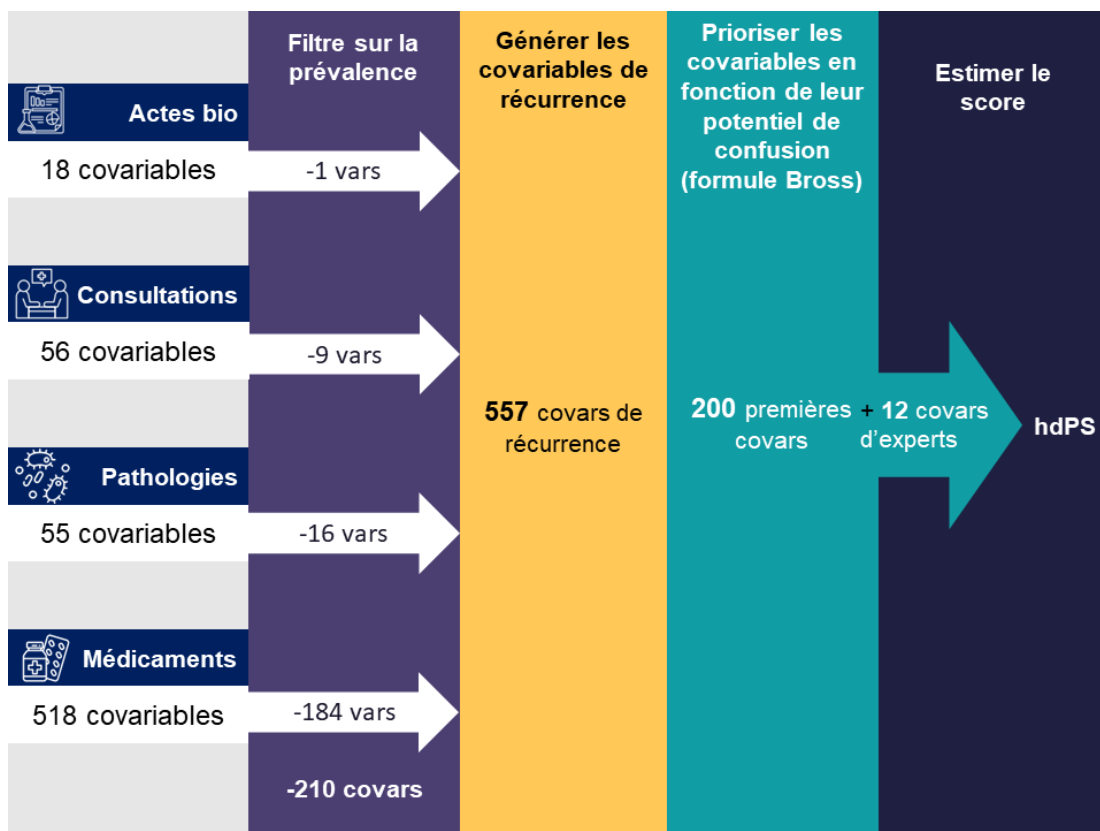 Filtre sur la
prévalence
Générer les
covariables de
récurrence
Prioriser les
covariables en
fonction de leur
potentiel de
confusion
(formule Bross)
Estimer le
score
Actes bio
18 covariables
-1 vars
Consultations
56 covariables
-9 vars
Pathologies
55 covariables
-16 vars
Médicaments
518 covariables
-184 vars
-210 covars
557 covars de
récurrence
200 premières
covars
+ 12 covars
d'experts
hdPS